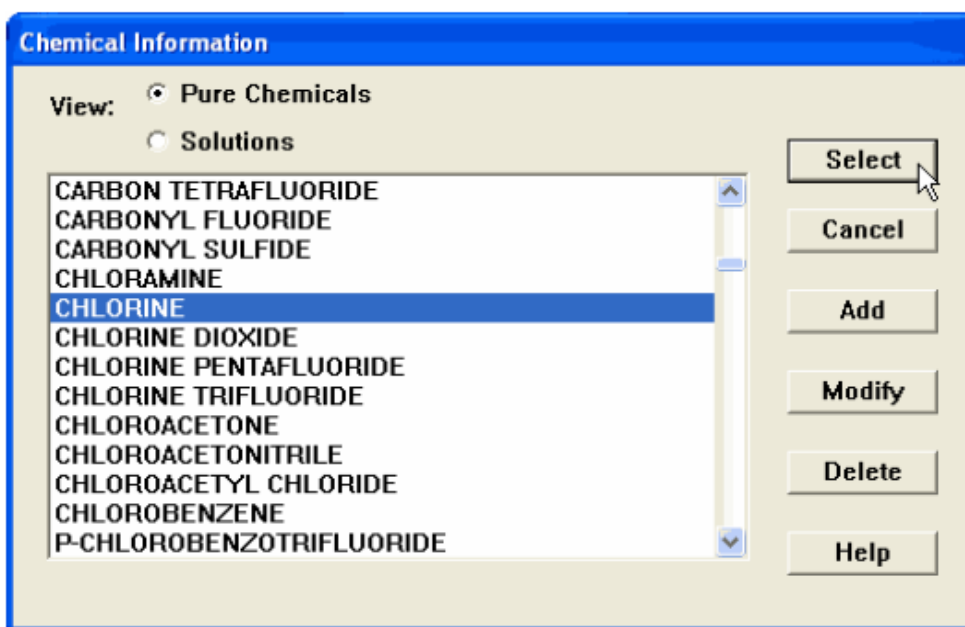 Chemical Information
View:
Pure Chemicals
Solutions
CARBON TETRAFLUORIDE
CARBONYL FLUORIDE
CARBONYL SULFIDE
CHLORAMINE
CHLORINE
CHLORINE DIOXIDE
CHLORINE PENTAFLUORIDE
CHLORINE TRIFLUORIDE
CHLOROACETONE
CHLOROACETONITRILE
CHLOROACETYL CHLORIDE
CHLOROBENZENE
P-CHLOROBENZOTRIFLUORIDE
Select
Cancel
Add
Modify
Delete
Help